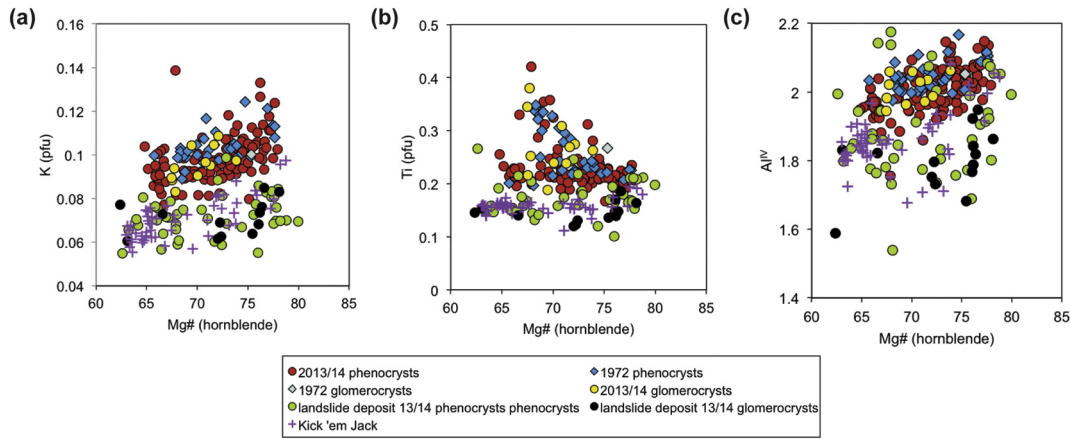 (a)
0.16
0.14
0.12
0.1
0.08
0.06
0.04
K (pfu)
60 65 70 75 80 85
Mg# (hornblende)
(b)
0.5
0.4
0.3
0.2
0.1
0
Ti (pfu)
60 65 70 75 80 85
Mg# (hornblende)
(c)
2.2
2
1.8
1.6
1.4
Al^IV
60 65 70 75 80 85
Mg# (hornblende)
2013/14 phenocrysts
1972 phenocrysts
1972 glomerocrysts
2013/14 glomerocrysts
landslide deposit 13/14 phenocrysts phenocrysts
landslide deposit 13/14 glomerocrysts
Kick 'em Jack